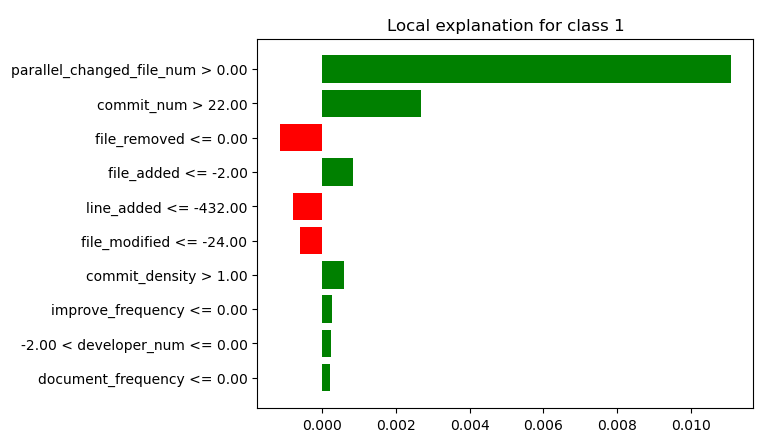 Local explanation for class 1
parallel_changed_file_num > 0.00
commit_num > 22.00
file_removed <= 0.00
file_added <= -2.00
line_added <= -432.00
file_modified <= -24.00
commit_density > 1.00
improve_frequency <= 0.00
-2.00 < developer_num <= 0.00
document_frequency <= 0.00
0.000 0.002 0.004 0.006 0.008 0.010